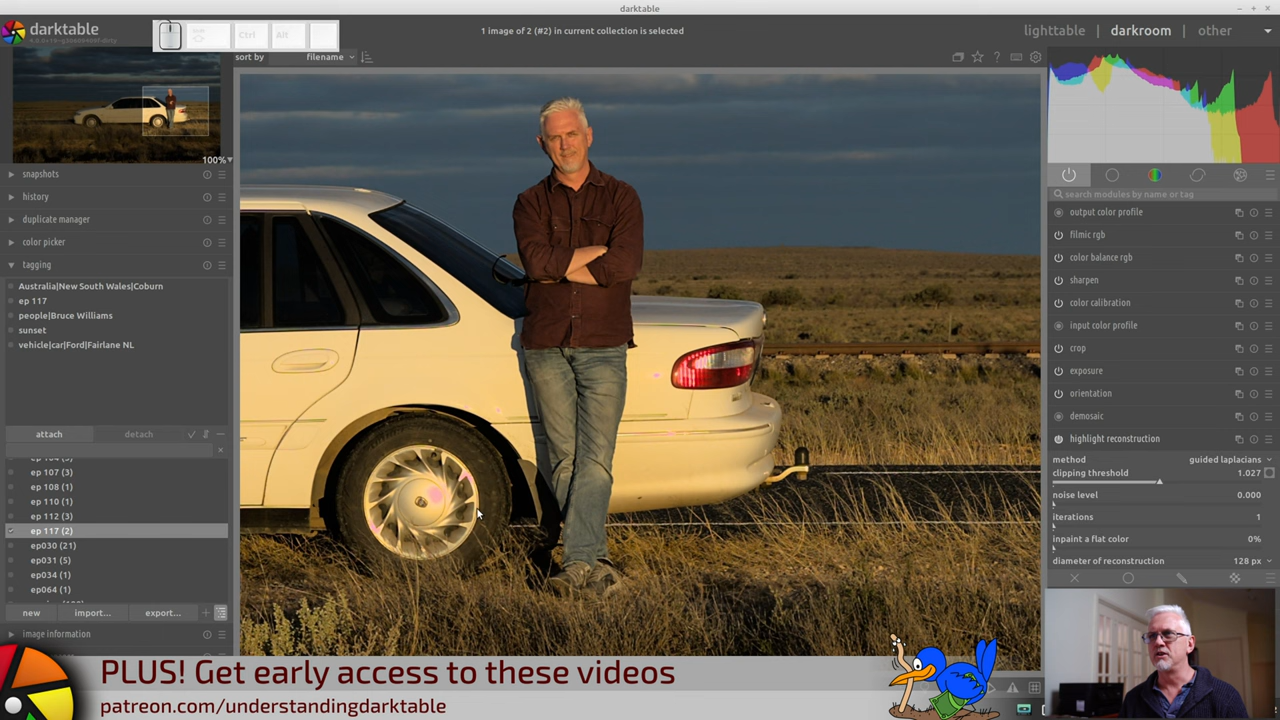 darktable
darktable
Ctrl
Alt
1 image of 2 (#2) in current collection is selected
lighttable | darkroom | other
sort by filename
100%
snapshots
history
duplicate manager
color picker
tagging
Australia|New South Wales|Coburn
ep 117
people|Bruce Williams
sunset
vehicle|car|Ford|Fairlane NL
attach detach
ep 107 (3)
ep 108 (1)
ep 110 (1)
ep 112 (3)
ep 117 (2)
ep030 (21)
ep031 (5)
ep034 (1)
ep064 (1)
new import... export...
image information
search modules by name or tag
output color profile
filmic rgb
color balance rgb
sharpen
color calibration
input color profile
crop
exposure
orientation
demosaic
highlight reconstruction
method guided laplacians
clipping threshold 1.027
noise level 0.000
iterations 1
inpaint a flat color 0%
diameter of reconstruction 128 px
PLUS! Get early access to these videos
patreon.com/understandingdarktable